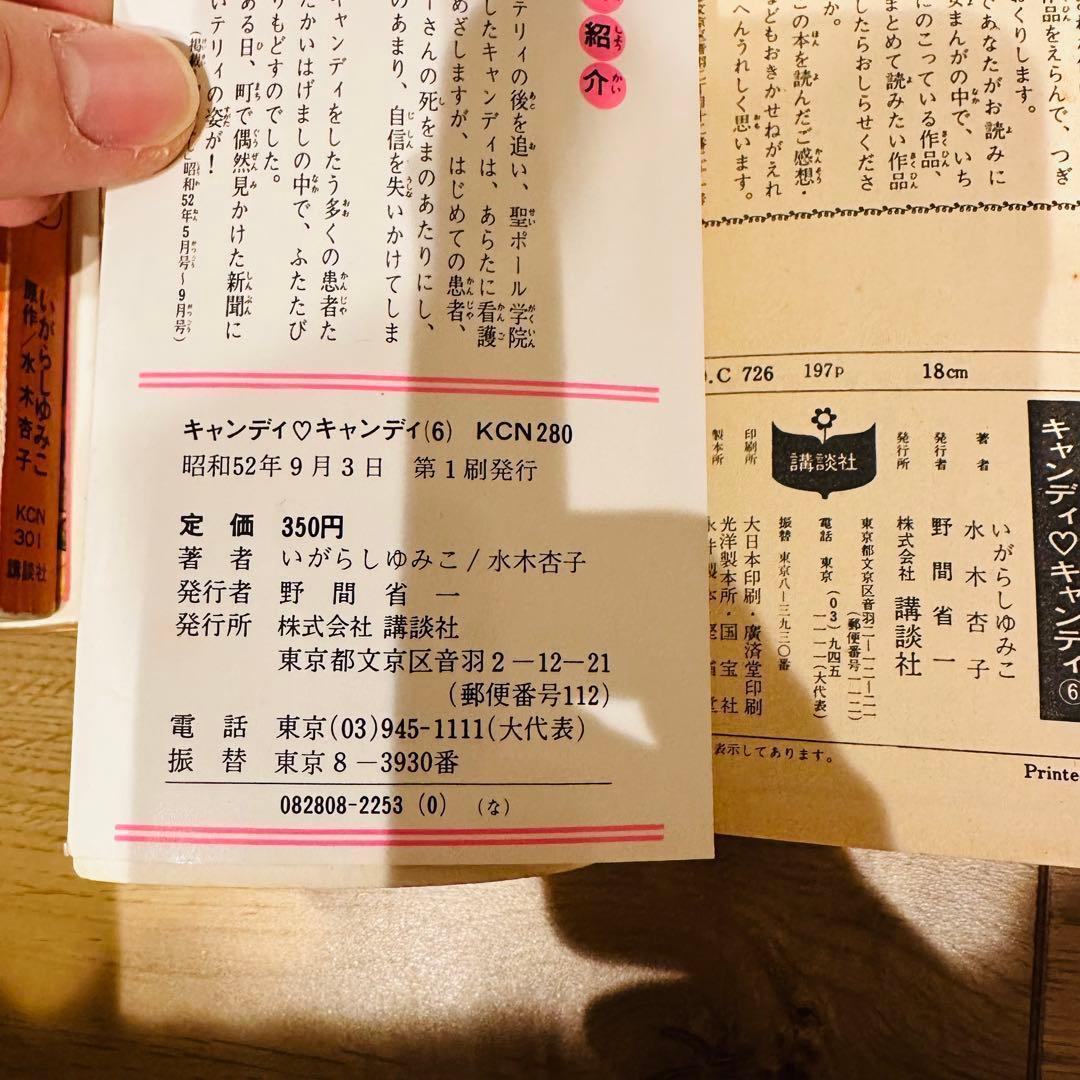 紹介
テリィの後を追い、聖ポール学院
したキャンディは、あらたに看護
めざしますが、はじめての患者、
ーさんの死をまのあたりにし、
のあまり、自信を失いかけてしま
キャンディをしたう多くの患者た
たかいはげましの中で、ふたたび
りもどすのでした。
ある日、町で偶然見かけた新聞に
いテリィの姿が！
昭和52年5月号〜9月号)
キャンディ♡キャンディ(6) KCN280
昭和52年9月3日 第1刷発行
定価 350円
著者 いがらしゆみこ/水木杏子
発行者 野間省一
発行所 株式会社 講談社
東京都文京区音羽2－12－21
(郵便番号112)
電話 東京(03)945-1111(大代表)
振替 東京8－3930番
082808-2253 (0) (な)
いがらしゆみこ
原作/水木杏子
KCN
301
講談社
作品をえらんで、つぎ
おくりします。
であなたがお読みに
まんがの中で、いち
にのこっている作品、
まとめて読みたい作品
したらおしらせくださ
か。
この本を読んだご感想・
などもおきかせねがえれ
へんうれしく思います。
.C 726 197p 18cm
キャンディ♡キャンディ⑥
著者 いがらしゆみこ
水木杏子
発行者 野間省一
発行所 株式会社 講談社
東京都文京区音羽二ー一二ー二一
(郵便番号一一二)
電話 東京(03)九四五
一一一一(大代表)
振替 東京八ー三九三〇番
講談社
印刷所 大日本印刷・廣済堂印刷
製本所 光洋製本所・国宝社
表示してあります。
Printe